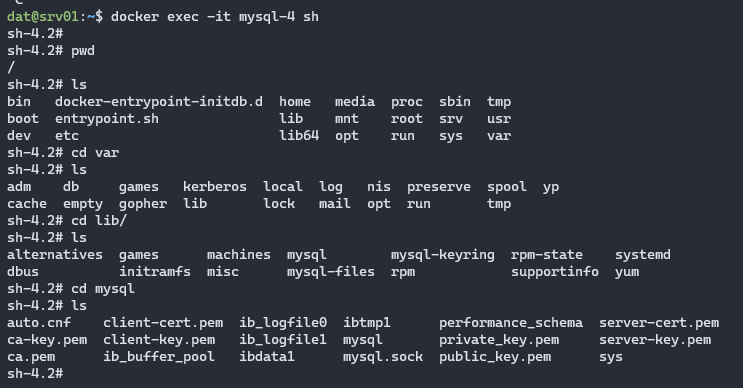 dat@srv01:~$ docker exec -it mysql-4 sh
sh-4.2#
sh-4.2# pwd
/
sh-4.2# ls
bin   docker-entrypoint-initdb.d  home   media  proc  sbin  tmp
boot  entrypoint.sh               lib    mnt    root  srv   usr
dev   etc                         lib64  opt    run   sys   var
sh-4.2# cd var
sh-4.2# ls
adm    db     games   kerberos  local  log   nis  preserve  spool  yp
cache  empty  gopher  lib       lock   mail  opt  run       tmp
sh-4.2# cd lib/
sh-4.2# ls
alternatives  games      machines  mysql        mysql-keyring  rpm-state    systemd
dbus          initramfs  misc      mysql-files  rpm            supportinfo  yum
sh-4.2# cd mysql
sh-4.2# ls
auto.cnf    client-cert.pem  ib_logfile0  ibtmp1      performance_schema  server-cert.pem
ca-key.pem  client-key.pem   ib_logfile1  mysql       private_key.pem     server-key.pem
ca.pem      ib_buffer_pool   ibdata1      mysql.sock  public_key.pem      sys
sh-4.2#